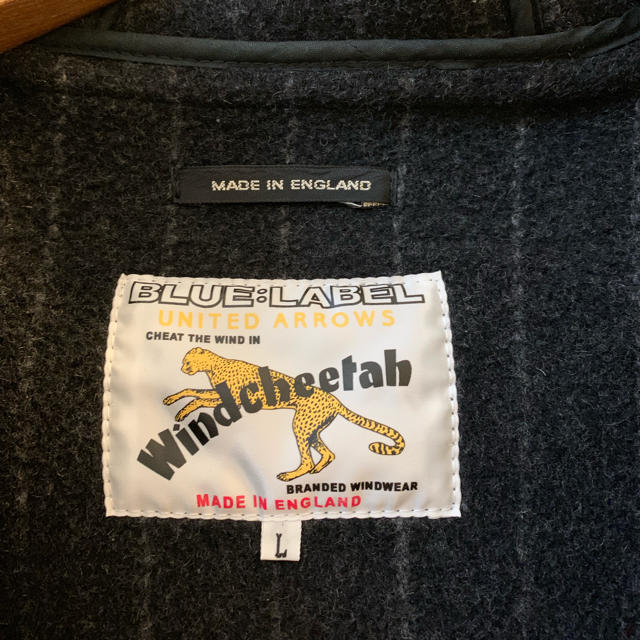 MADE IN ENGLAND
BLUE:LABEL
UNITED ARROWS
CHEAT THE WIND IN
Windcheetah
BRANDED WINDWEAR
MADE IN ENGLAND
L